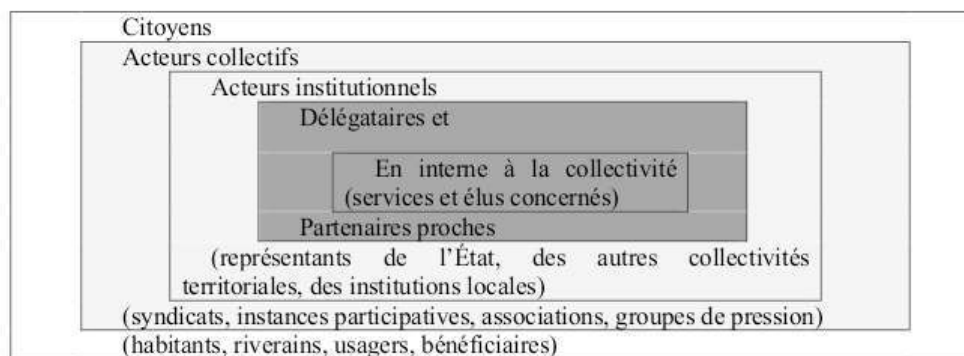 Citoyens
Acteurs collectifs
Acteurs institutionnels
Délégataires et
En interne à la collectivité
(services et élus concernés)
Partenaires proches
(représentants de l'État, des autres collectivités
territoriales, des institutions locales)
(syndicats, instances participatives, associations, groupes de pression)
(habitants, riverains, usagers, bénéficiaires)